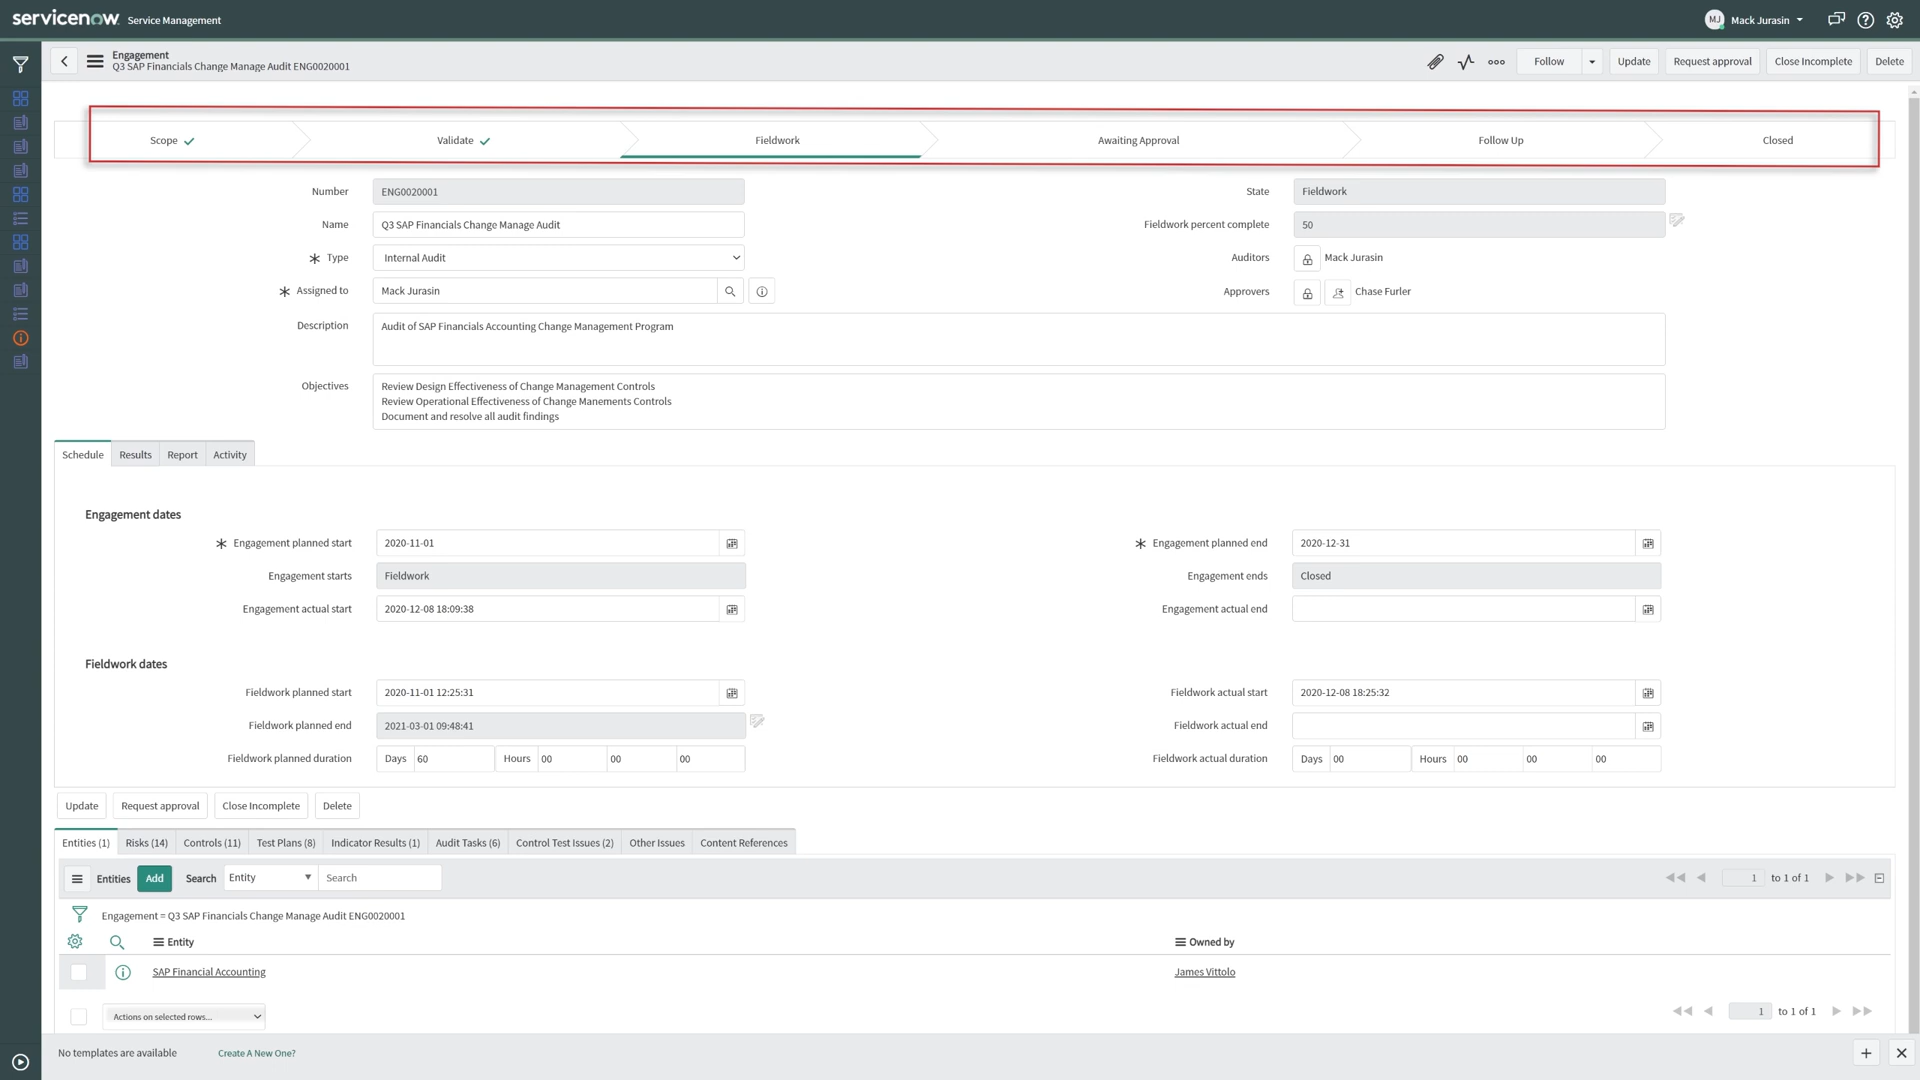 servicenow Service Management
MJ Mack Jurasin
Engagement
Q3 SAP Financials Change Manage Audit ENG0020001
Follow Update Request approval Close Incomplete Delete
Scope Validate Fieldwork Awaiting Approval Follow Up Closed
Number ENG0020001 State Fieldwork
Name Q3 SAP Financials Change Manage Audit Fieldwork percent complete 50
Type Internal Audit Auditors Mack Jurasin
Assigned to Mack Jurasin Approvers Chase Furler
Description Audit of SAP Financials Accounting Change Management Program
Objectives Review Design Effectiveness of Change Management Controls
Review Operational Effectiveness of Change Manements Controls
Document and resolve all audit findings
Schedule Results Report Activity
Engagement dates
Engagement planned start 2020-11-01 Engagement planned end 2020-12-31
Engagement starts Fieldwork Engagement ends Closed
Engagement actual start 2020-12-08 18:09:38 Engagement actual end
Fieldwork dates
Fieldwork planned start 2020-11-01 12:25:31 Fieldwork actual start 2020-12-08 18:25:32
Fieldwork planned end 2021-03-01 09:48:41 Fieldwork actual end
Fieldwork planned duration Days 60 Hours 00 00 00 Fieldwork actual duration Days 00 Hours 00 00 00
Update Request approval Close Incomplete Delete
Entities (1) Risks (14) Controls (11) Test Plans (8) Indicator Results (1) Audit Tasks (6) Control Test Issues (2) Other Issues Content References
Entities Add Search Entity Search 1 to 1 of 1
Engagement = Q3 SAP Financials Change Manage Audit ENG0020001
Entity Owned by
SAP Financial Accounting James Vittolo
Actions on selected rows... 1 to 1 of 1
No templates are available Create A New One?